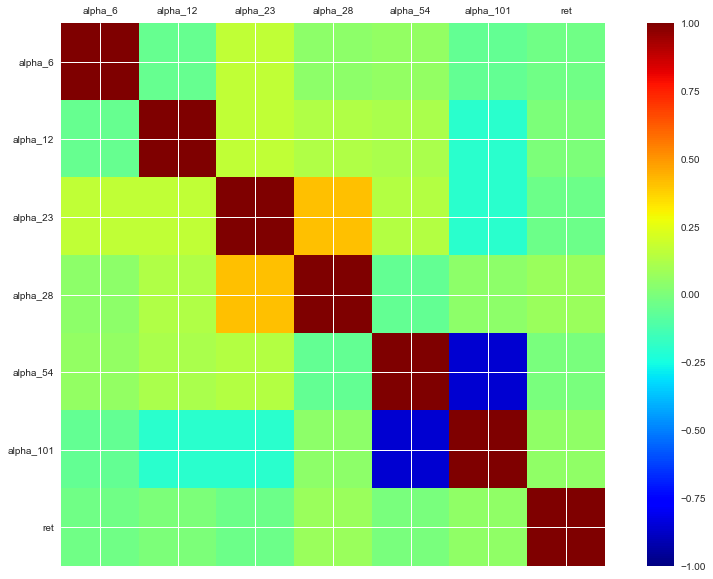 alpha_6 alpha_12 alpha_23 alpha_28 alpha_54 alpha_101 ret
alpha_6
alpha_12
alpha_23
alpha_28
alpha_54
alpha_101
ret
1.00
0.75
0.50
0.25
0.00
−0.25
−0.50
−0.75
−1.00